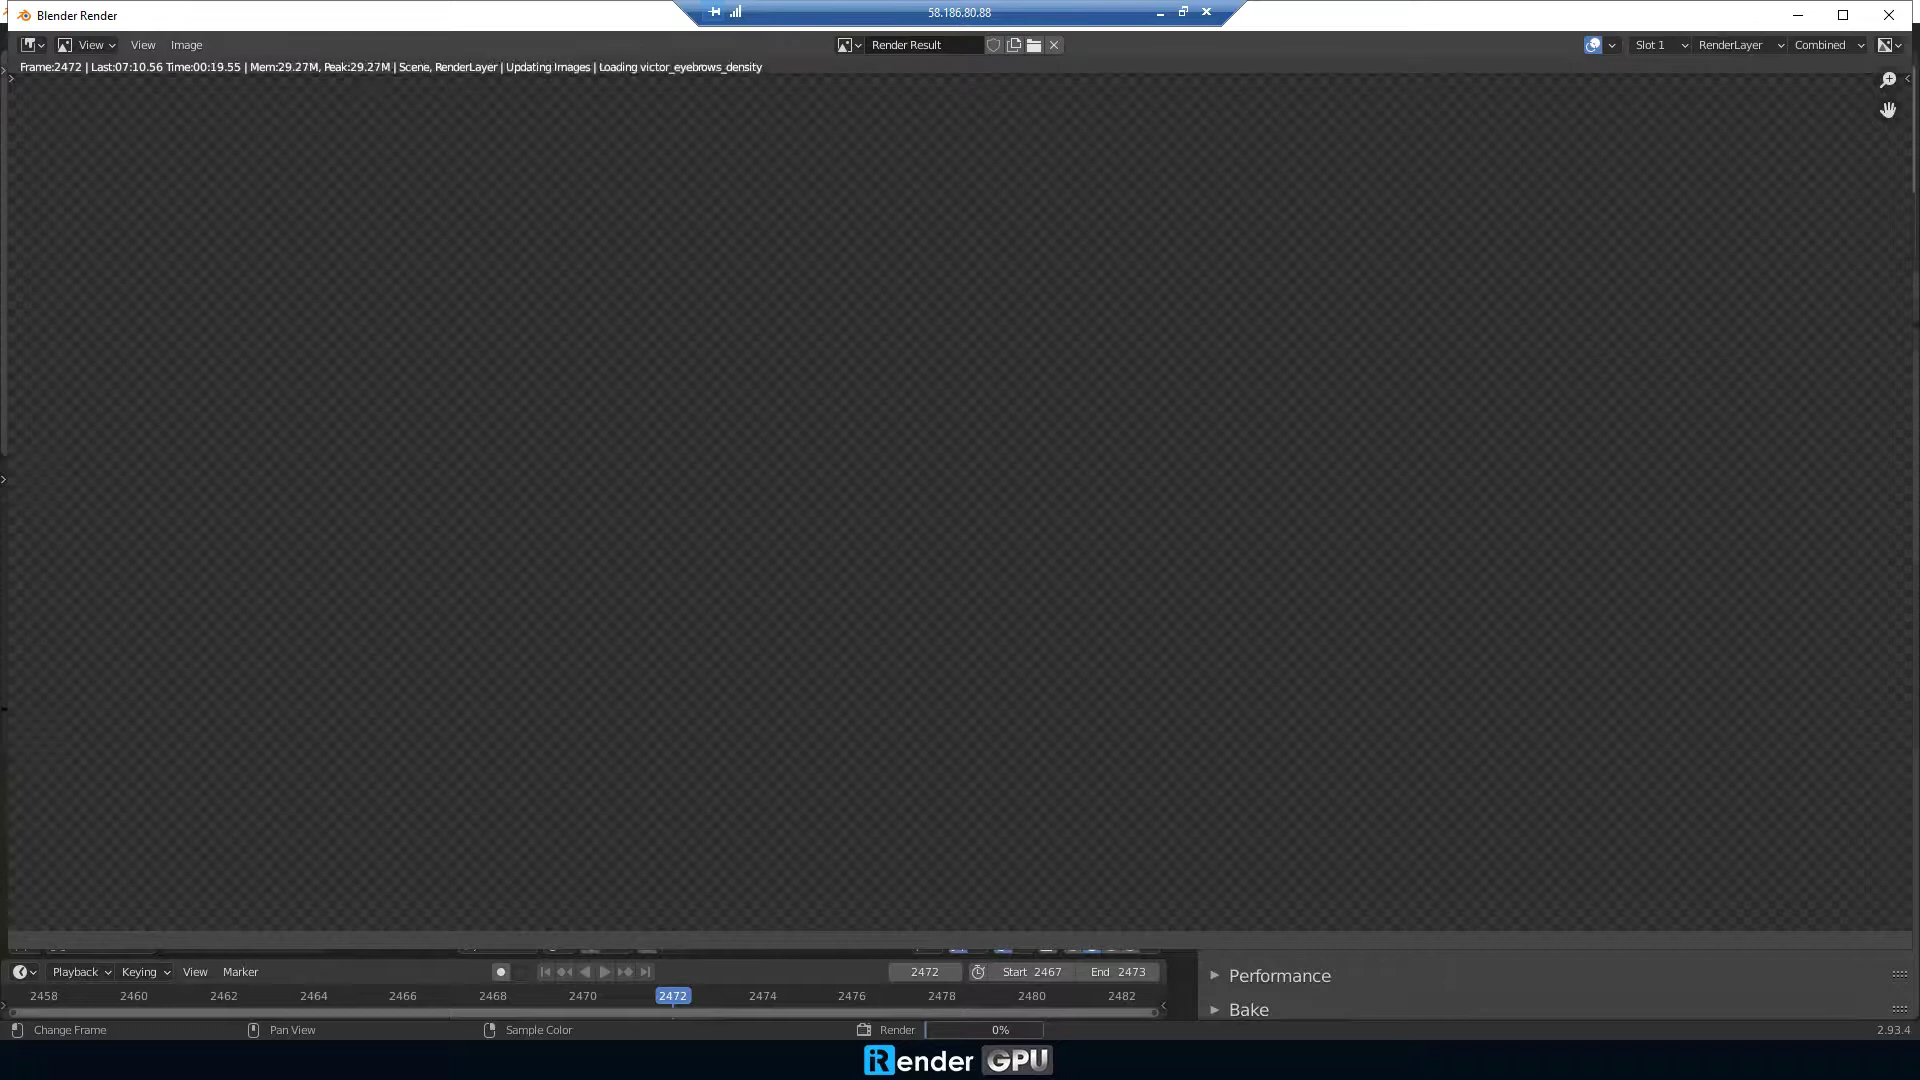 Blender Render
58.186.80.88
View View Image Render Result Slot 1 RenderLayer Combined
Frame:2472 | Last:07:10.56 Time:00:19.55 | Mem:29.27M, Peak:29.27M | Scene, RenderLayer | Updating Images | Loading victor_eyebrows_density
Playback Keying View Marker 2472 Start 2467 End 2473
Performance
2458 2460 2462 2464 2466 2468 2470 2472 2474 2476 2478 2480 2482
Bake
Change Frame Pan View Sample Color Render 0% 2.93.4
iRender GPU